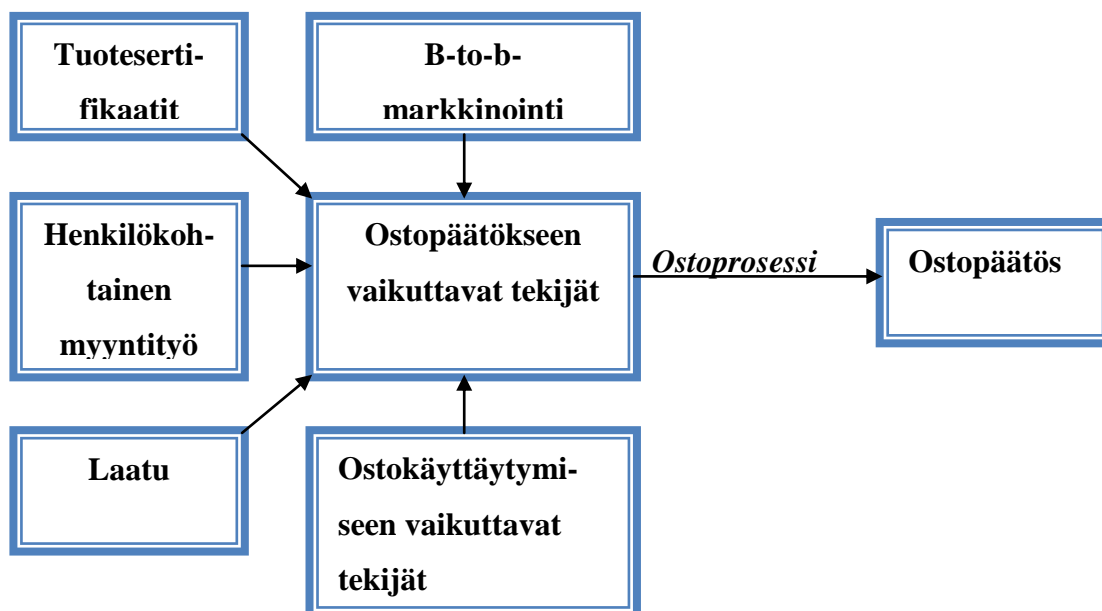 Tuoteserti-
fikaatit
B-to-b-
markkinointi
Henkilökoh-
tainen
myyntityö
Ostopäätökseen
vaikuttavat tekijät
Ostoprosessi
Ostopäätös
Laatu
Ostokäyttäytymi-
seen vaikuttavat
tekijät